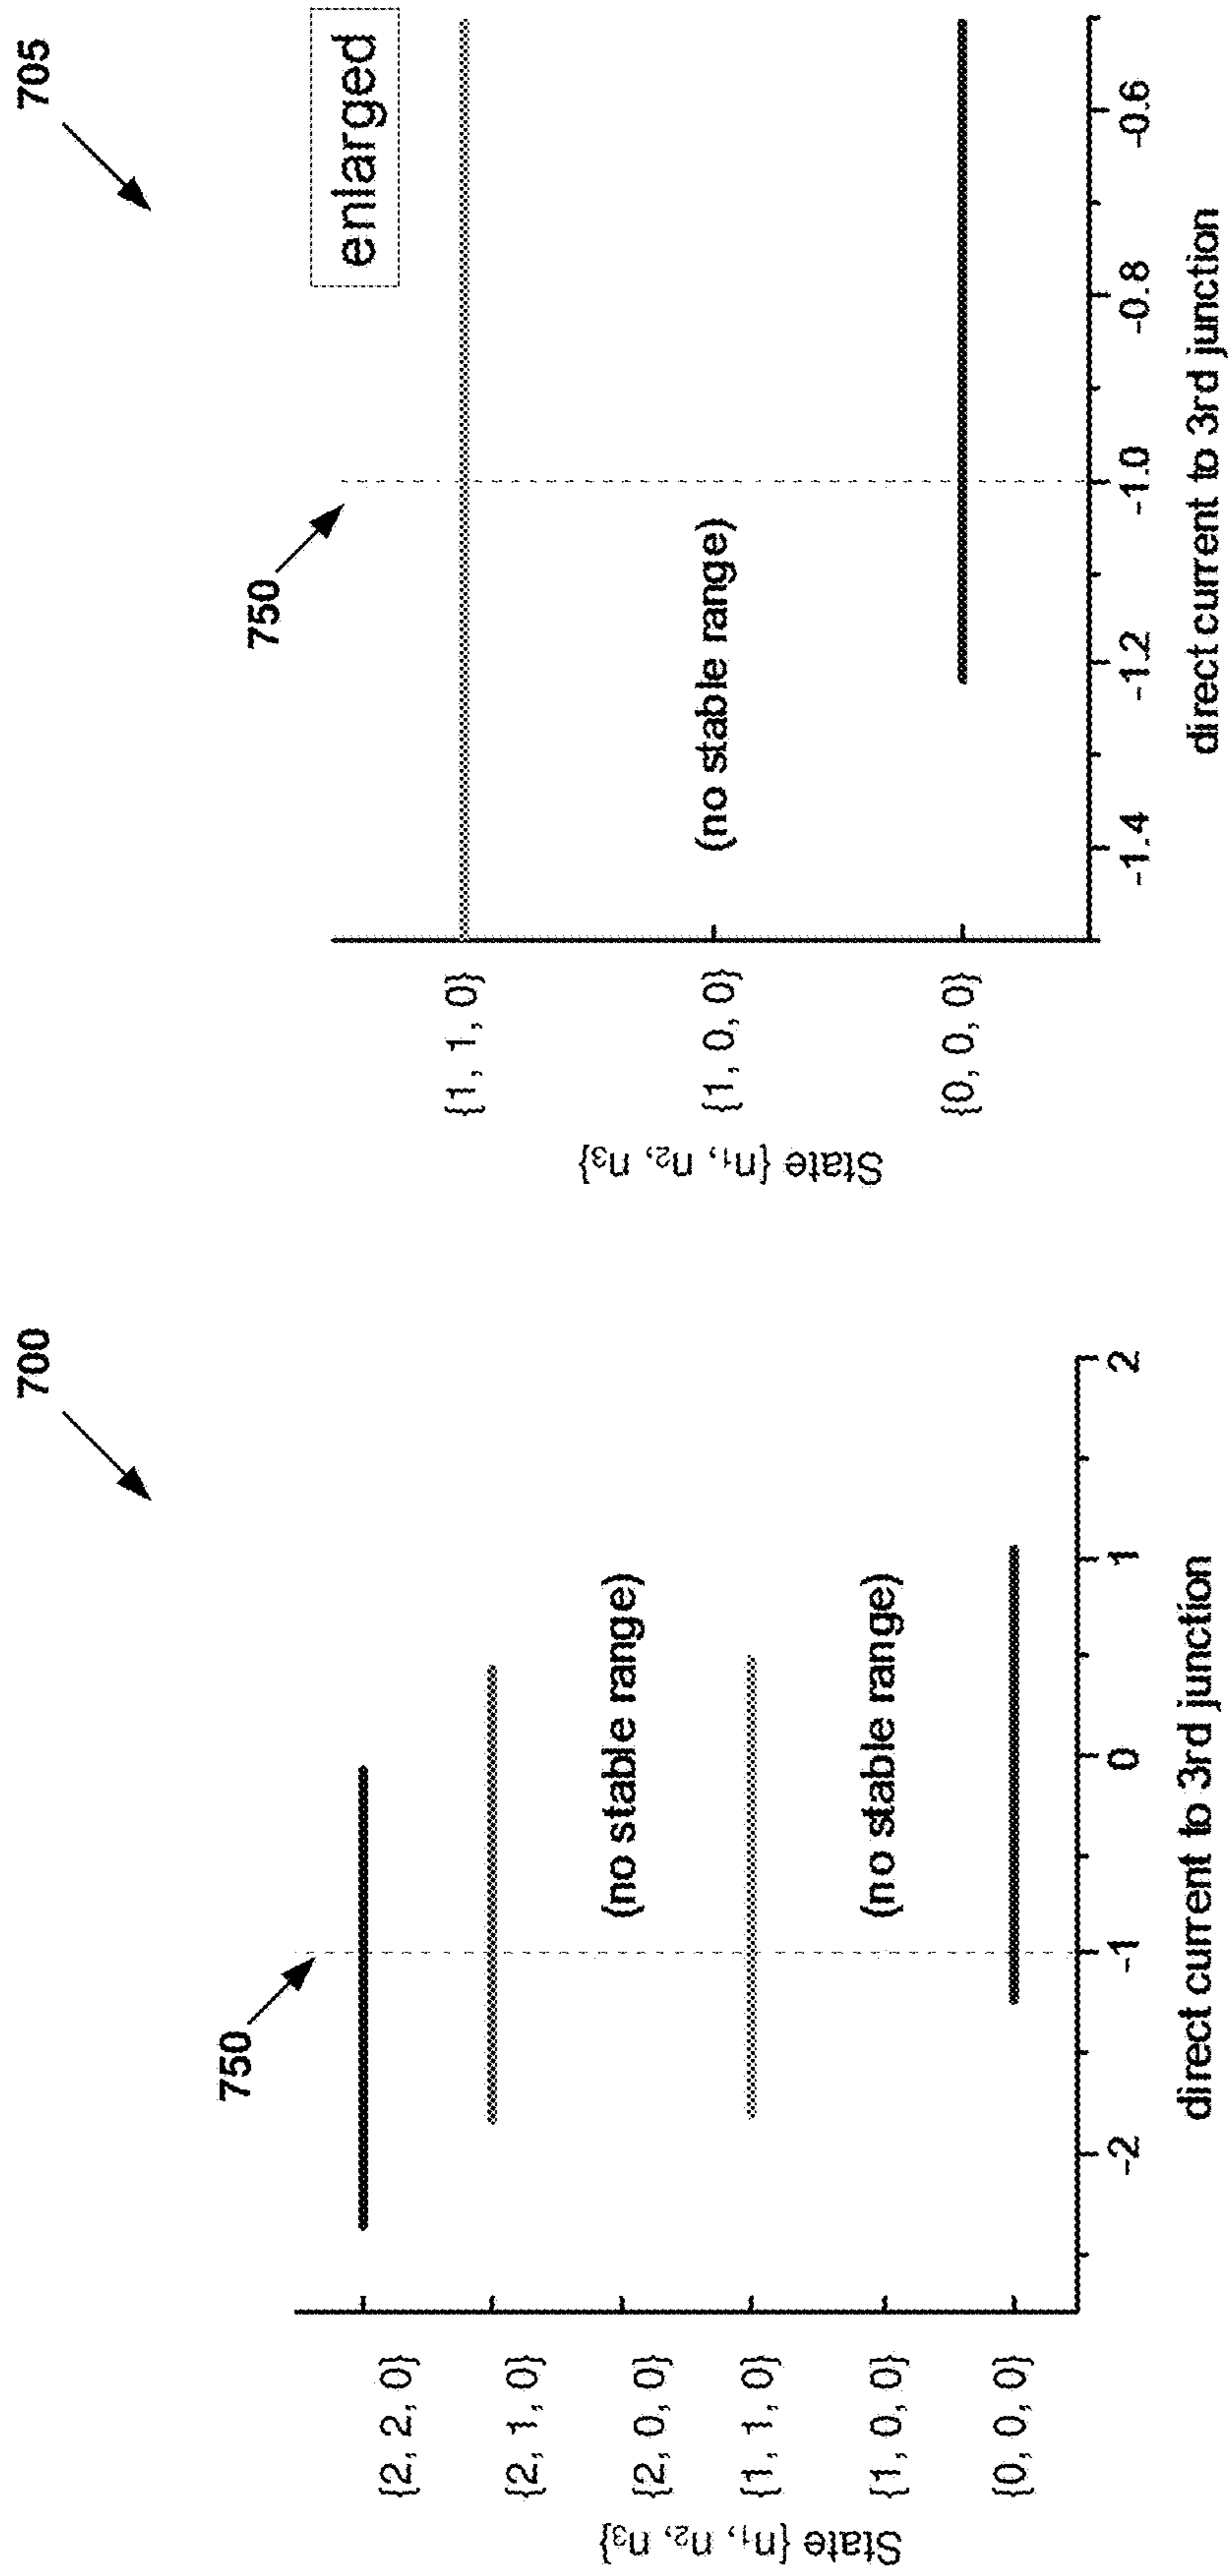 700
750
State {n1, n2, n3}
{2, 2, 0}
{2, 1, 0}
{2, 0, 0}
(no stable range)
{1, 1, 0}
{1, 0, 0}
(no stable range)
{0, 0, 0}
-2
-1
0
1
2
direct current to 3rd junction
705
enlarged
750
State {n1, n2, n3}
{1, 1, 0}
{1, 0, 0}
(no stable range)
{0, 0, 0}
-1.4
-1.2
-1.0
-0.8
-0.6
direct current to 3rd junction